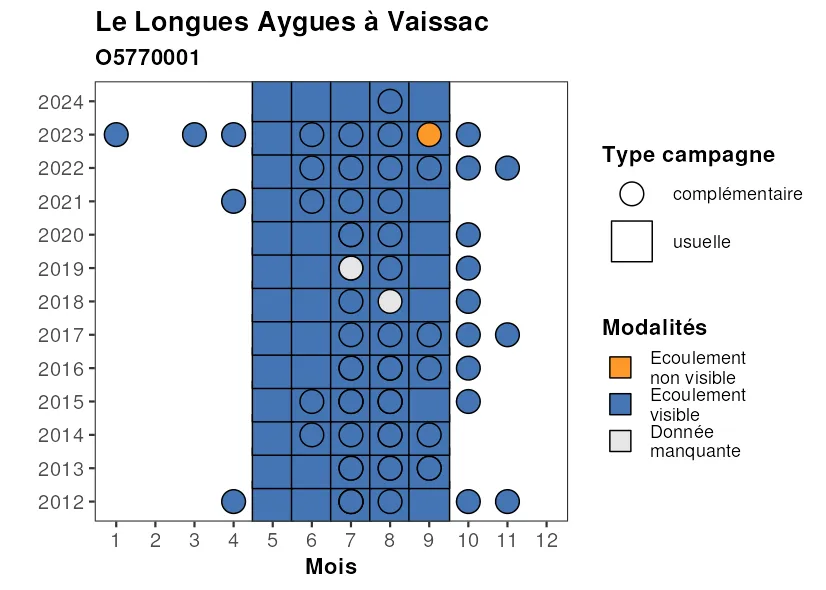 Le Longues Aygues à Vaissac
O5770001
2024
2023
2022
2021
2020
2019
2018
2017
2016
2015
2014
2013
2012
1 2 3 4 5 6 7 8 9 10 11 12
Mois
Type campagne
complémentaire
usuelle
Modalités
Ecoulement
non visible
Ecoulement
visible
Donnée
manquante